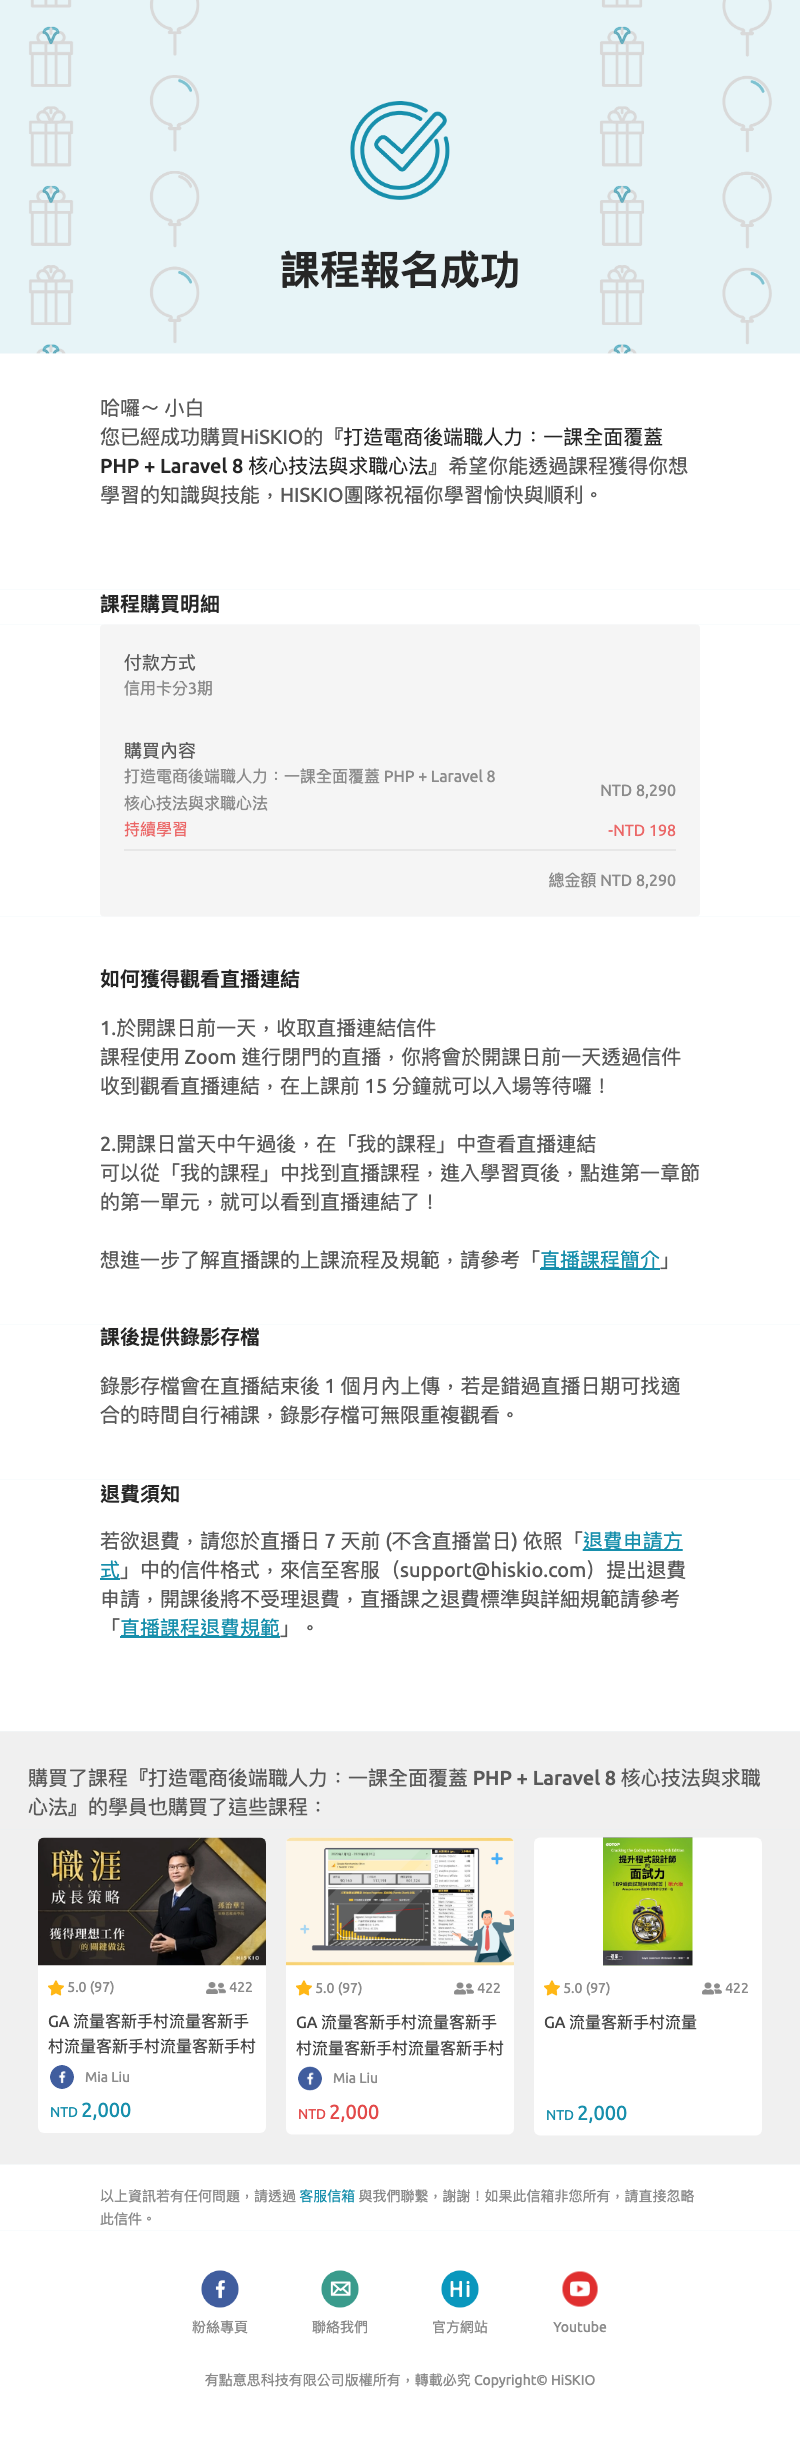 課程報名成功
哈囉～ 小白
您已經成功購買HiSKIO的『打造電商後端職人力：一課全面覆蓋
PHP + Laravel 8 核心技法與求職心法』希望你能透過課程獲得你想
學習的知識與技能，HISKIO團隊祝福你學習愉快與順利。
課程購買明細
付款方式
信用卡分3期
購買內容
打造電商後端職人力：一課全面覆蓋 PHP + Laravel 8
核心技法與求職心法
NTD 8,290
持續學習
-NTD 198
總金額 NTD 8,290
如何獲得觀看直播連結
1.於開課日前一天，收取直播連結信件
課程使用 Zoom 進行閉門的直播，你將會於開課日前一天透過信件
收到觀看直播連結，在上課前 15 分鐘就可以入場等待囉！
2.開課日當天中午過後，在「我的課程」中查看直播連結
可以從「我的課程」中找到直播課程，進入學習頁後，點進第一章節
的第一單元，就可以看到直播連結了！
想進一步了解直播課的上課流程及規範，請參考「直播課程簡介」
課後提供錄影存檔
錄影存檔會在直播結束後 1 個月內上傳，若是錯過直播日期可找適
合的時間自行補課，錄影存檔可無限重複觀看。
退費須知
若欲退費，請您於直播日 7 天前 (不含直播當日) 依照「退費申請方
式」中的信件格式，來信至客服（support@hiskio.com）提出退費
申請，開課後將不受理退費，直播課之退費標準與詳細規範請參考
「直播課程退費規範」。
購買了課程『打造電商後端職人力：一課全面覆蓋 PHP + Laravel 8 核心技法與求職
心法』的學員也購買了這些課程：
職涯
成長策略
獲得理想工作
的關鍵做法
HiSKIO
提升程式設計師
的
面試力
5.0 (97)
422
GA 流量客新手村流量客新手
村流量客新手村流量客新手村
Mia Liu
NTD 2,000
5.0 (97)
422
GA 流量客新手村流量客新手
村流量客新手村流量客新手村
Mia Liu
NTD 2,000
5.0 (97)
422
GA 流量客新手村流量
NTD 2,000
以上資訊若有任何問題，請透過 客服信箱 與我們聯繫，謝謝！如果此信箱非您所有，請直接忽略
此信件。
Hi
粉絲專頁
聯絡我們
官方網站
Youtube
有點意思科技有限公司版權所有，轉載必究 Copyright© HiSKIO